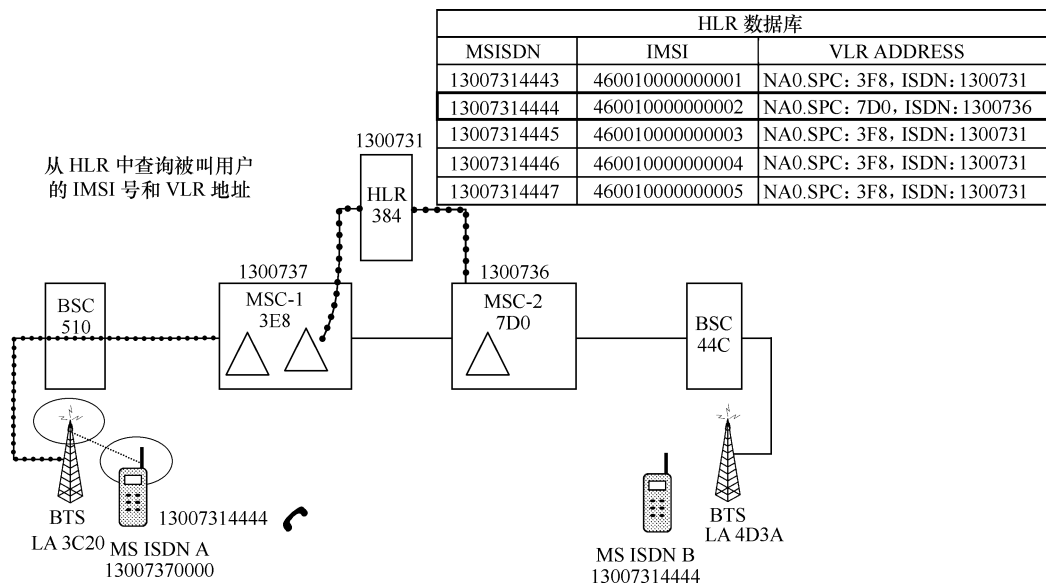 HLR 数据库
MSISDN IMSI VLR ADDRESS
13007314443 460010000000001 NA0.SPC：3F8，ISDN：1300731
13007314444 460010000000002 NA0.SPC：7D0，ISDN：1300736
13007314445 460010000000003 NA0.SPC：3F8，ISDN：1300731
13007314446 460010000000004 NA0.SPC：3F8，ISDN：1300731
13007314447 460010000000005 NA0.SPC：3F8，ISDN：1300731
从 HLR 中查询被叫用户
的 IMSI 号和 VLR 地址
1300731
HLR
384
1300737
MSC-1
3E8
1300736
MSC-2
7D0
BSC
510
BSC
44C
BTS
LA 3C20
13007314444
MS ISDN A
13007370000
BTS
LA 4D3A
MS ISDN B
13007314444